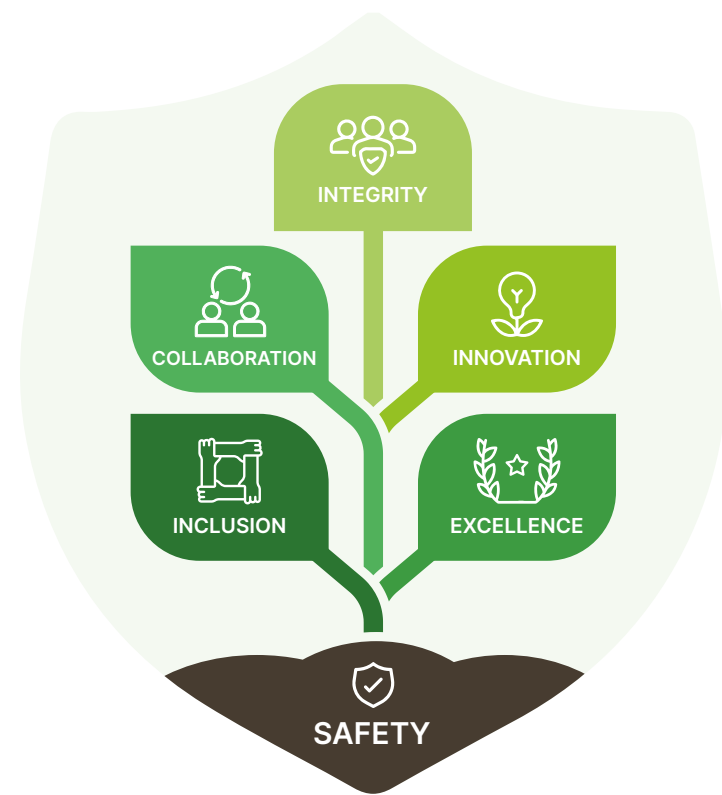 INTEGRITY
COLLABORATION
INNOVATION
INCLUSION
EXCELLENCE
SAFETY